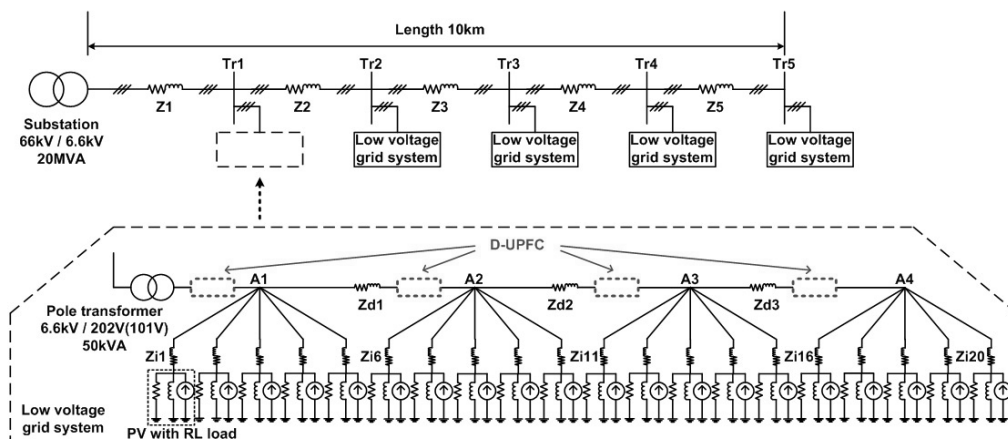 Length 10km
Tr1 Tr2 Tr3 Tr4 Tr5
Z1 Z2 Z3 Z4 Z5
Substation
66kV / 6.6kV
20MVA
Low voltage
grid system
Low voltage
grid system
Low voltage
grid system
Low voltage
grid system
D-UPFC
A1 A2 A3 A4
Zd1 Zd2 Zd3
Pole transformer
6.6kV / 202V(101V)
50kVA
Zi1 Zi6 Zi11 Zi16 Zi20
Low voltage
grid system
PV with RL load